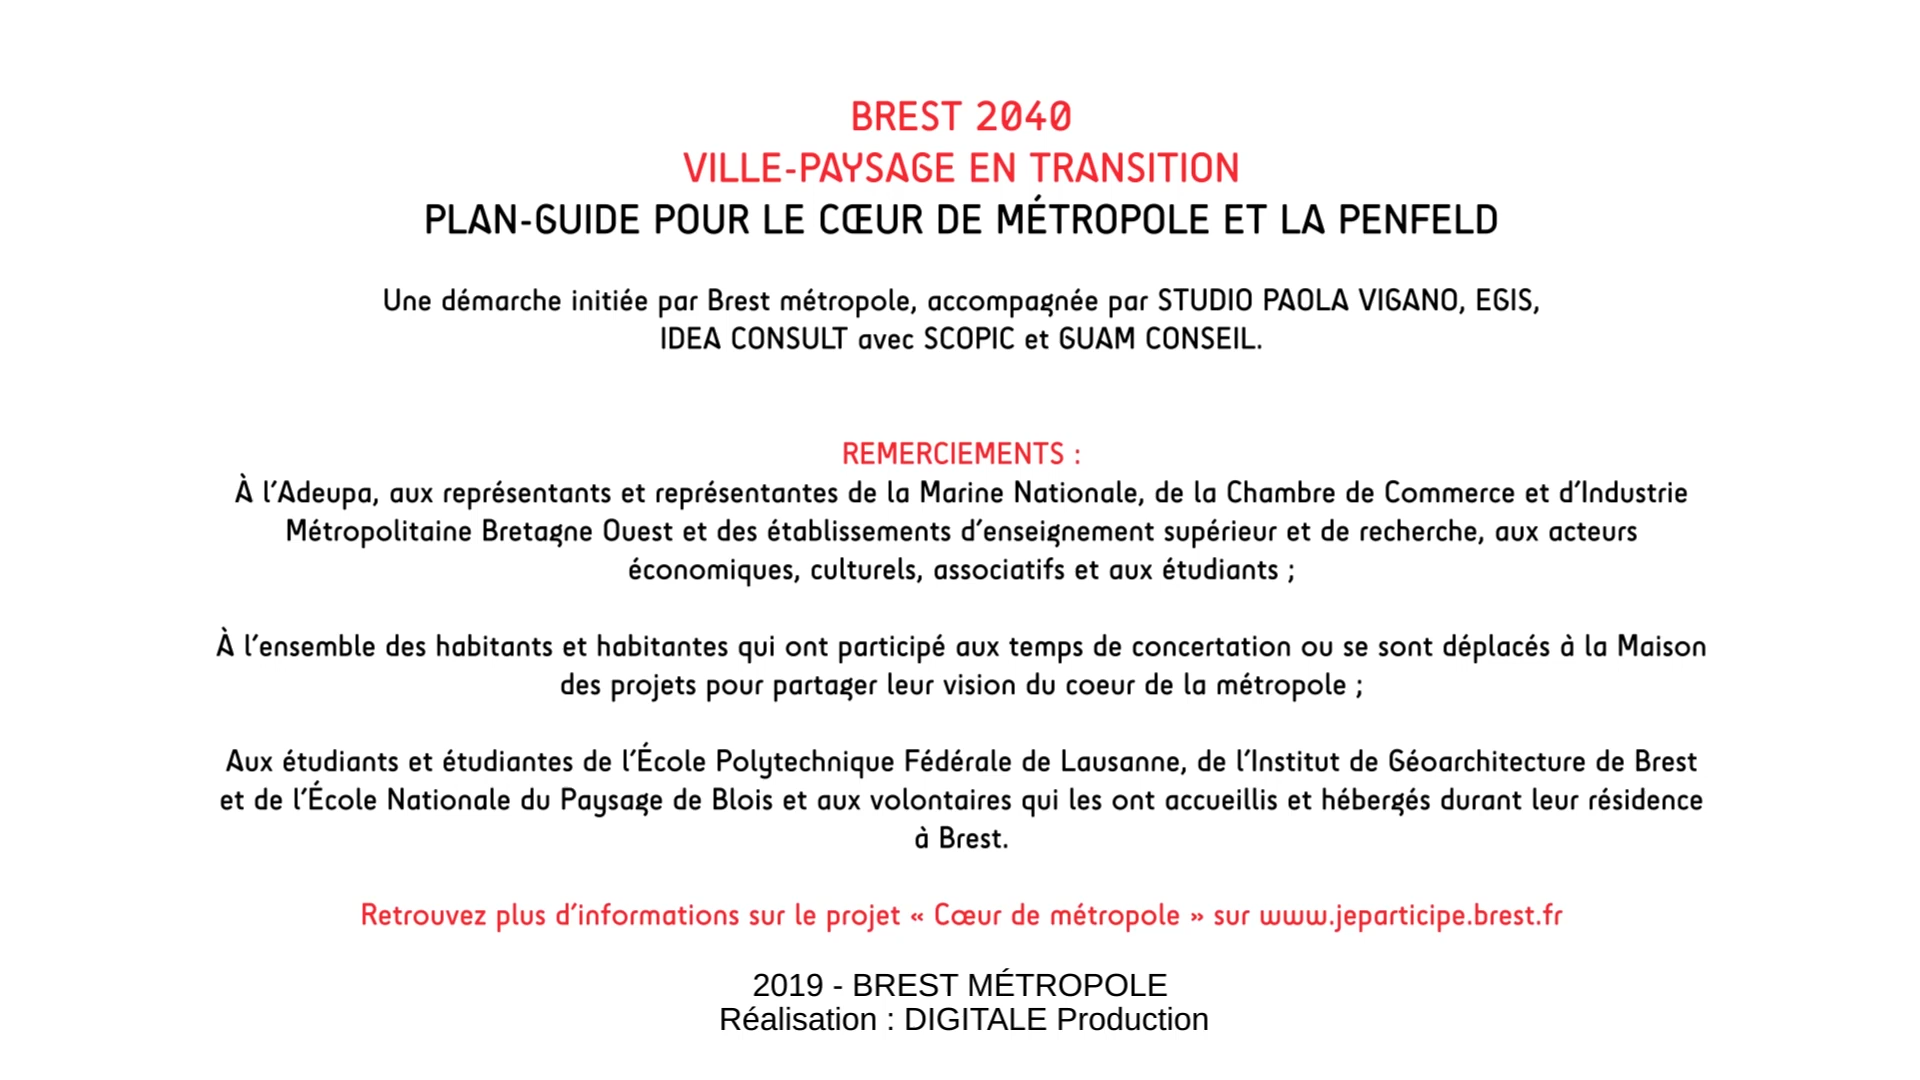 BREST 2040
VILLE-PAYSAGE EN TRANSITION
PLAN-GUIDE POUR LE CŒUR DE MÉTROPOLE ET LA PENFELD
Une démarche initiée par Brest métropole, accompagnée par STUDIO PAOLA VIGANO, EGIS,
IDEA CONSULT avec SCOPIC et GUAM CONSEIL.
REMERCIEMENTS :
À l’Adeupa, aux représentants et représentantes de la Marine Nationale, de la Chambre de Commerce et d’Industrie
Métropolitaine Bretagne Ouest et des établissements d’enseignement supérieur et de recherche, aux acteurs
économiques, culturels, associatifs et aux étudiants ;
À l’ensemble des habitants et habitantes qui ont participé aux temps de concertation ou se sont déplacés à la Maison
des projets pour partager leur vision du coeur de la métropole ;
Aux étudiants et étudiantes de l’École Polytechnique Fédérale de Lausanne, de l’Institut de Géoarchitecture de Brest
et de l’École Nationale du Paysage de Blois et aux volontaires qui les ont accueillis et hébergés durant leur résidence
à Brest.
Retrouvez plus d’informations sur le projet « Cœur de métropole » sur www.jeparticipe.brest.fr
2019 - BREST MÉTROPOLE
Réalisation : DIGITALE Production